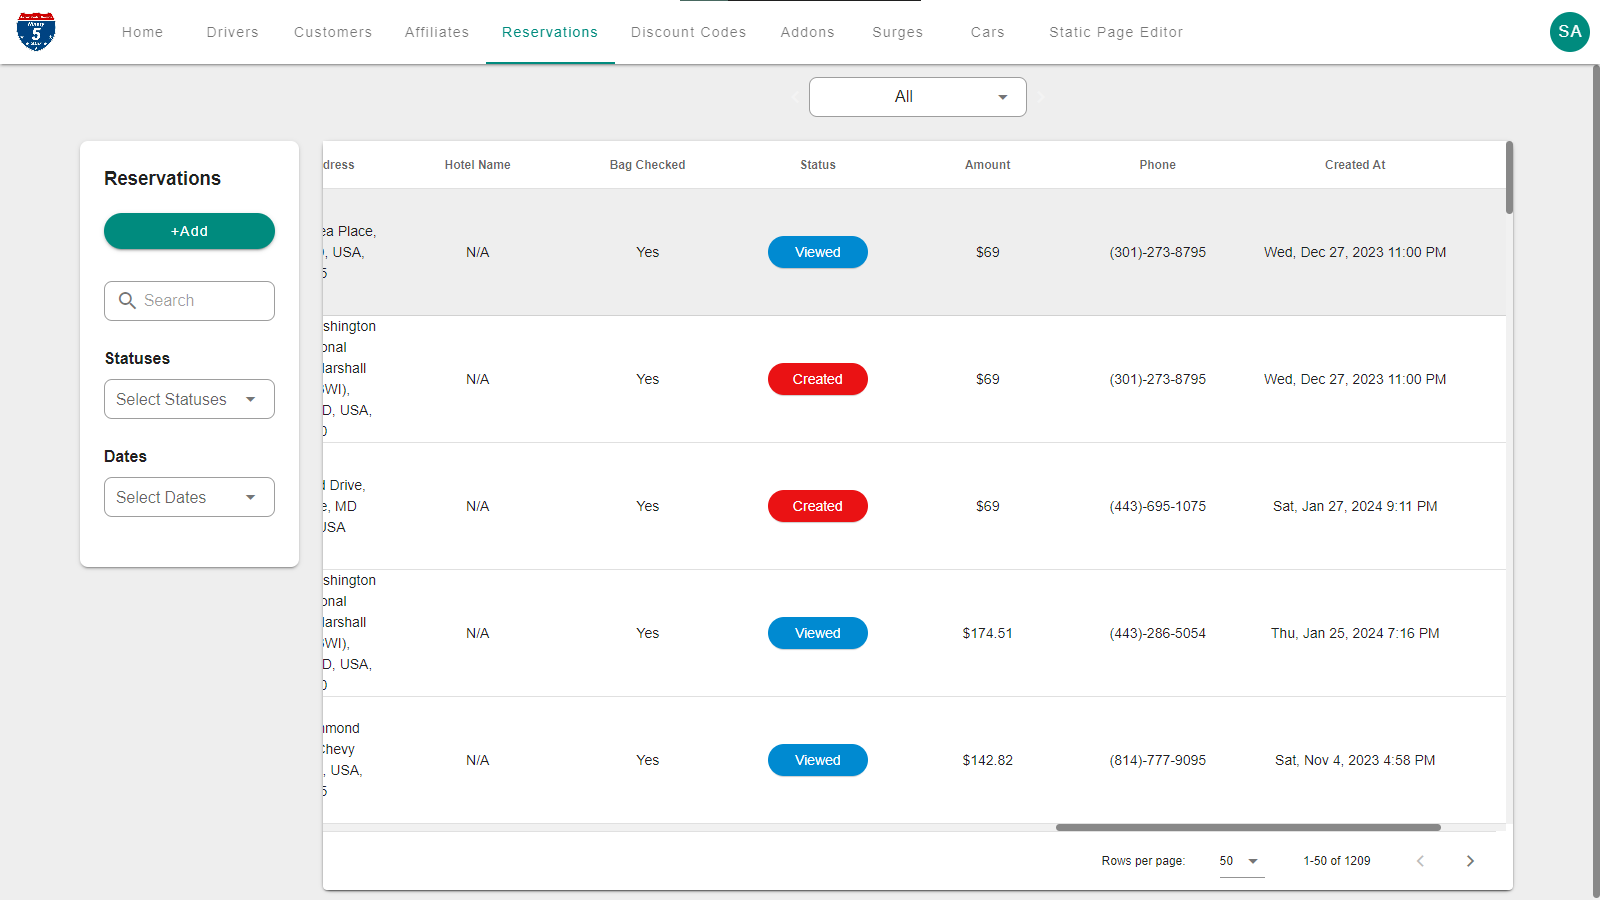 Ninety
5
Home
Drivers
Customers
Affiliates
Reservations
Discount Codes
Addons
Surges
Cars
Static Page Editor
SA
All
Reservations
+Add
Search
Statuses
Select Statuses
Dates
Select Dates
dress
Hotel Name
Bag Checked
Status
Amount
Phone
Created At
ea Place,
, USA,
5
N/A
Yes
Viewed
$69
(301)-273-8795
Wed, Dec 27, 2023 11:00 PM
shington
onal
arshall
WI),
D, USA,
0
N/A
Yes
Created
$69
(301)-273-8795
Wed, Dec 27, 2023 11:00 PM
d Drive,
e, MD
USA
N/A
Yes
Created
$69
(443)-695-1075
Sat, Jan 27, 2024 9:11 PM
shington
onal
arshall
WI),
D, USA,
0
N/A
Yes
Viewed
$174.51
(443)-286-5054
Thu, Jan 25, 2024 7:16 PM
mond
Chevy
, USA,
5
N/A
Yes
Viewed
$142.82
(814)-777-9095
Sat, Nov 4, 2023 4:58 PM
Rows per page:
50
1-50 of 1209